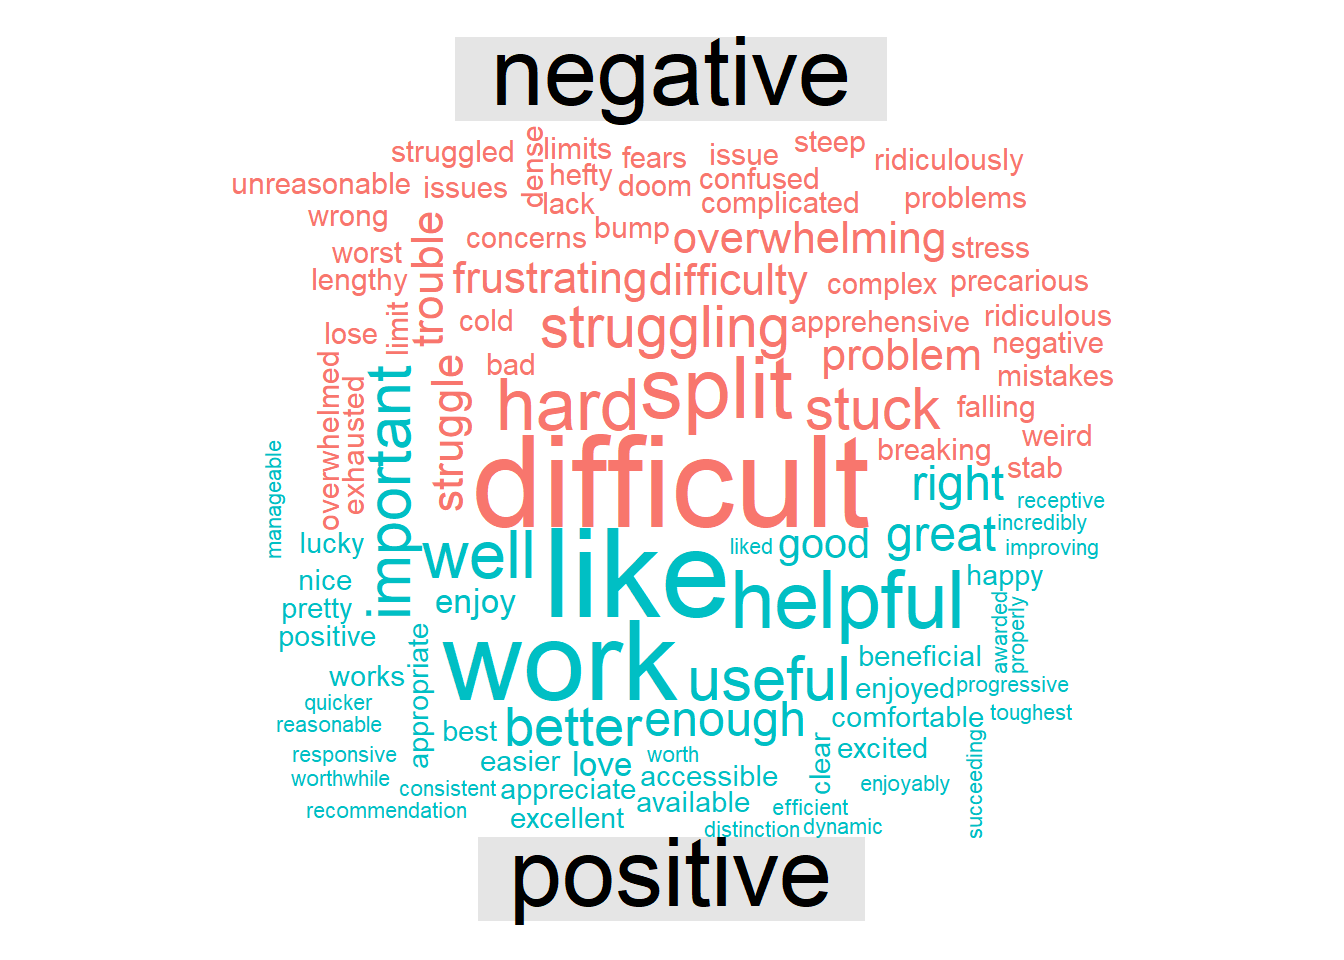 negative
struggled
dense
limits
fears
issue
steep
ridiculously
unreasonable
issues
hefty
doom
confused
problems
wrong
lack
complicated
trouble
concerns
bump
overwhelming
stress
worst
lengthy
frustrating
difficulty
complex
precarious
limit
lose
cold
struggling
apprehensive
ridiculous
negative
overwhelmed
exhausted
important
struggle
bad
hard
split
problem
mistakes
stuck
falling
weird
breaking
stab
difficult
right
receptive
manageable
lucky
well
like
liked
good
great
incredibly
improving
nice
enjoy
helpful
happy
pretty
positive
awarded
properly
work
works
appropriate
useful
beneficial
enjoyed
progressive
quicker
reasonable
best
better
enough
comfortable
toughest
responsive
easier
love
worth
clear
excited
succeeding
worthwhile
consistent
appreciate
accessible
enjoyably
recommendation
excellent
available
efficient
distinction
dynamic
positive